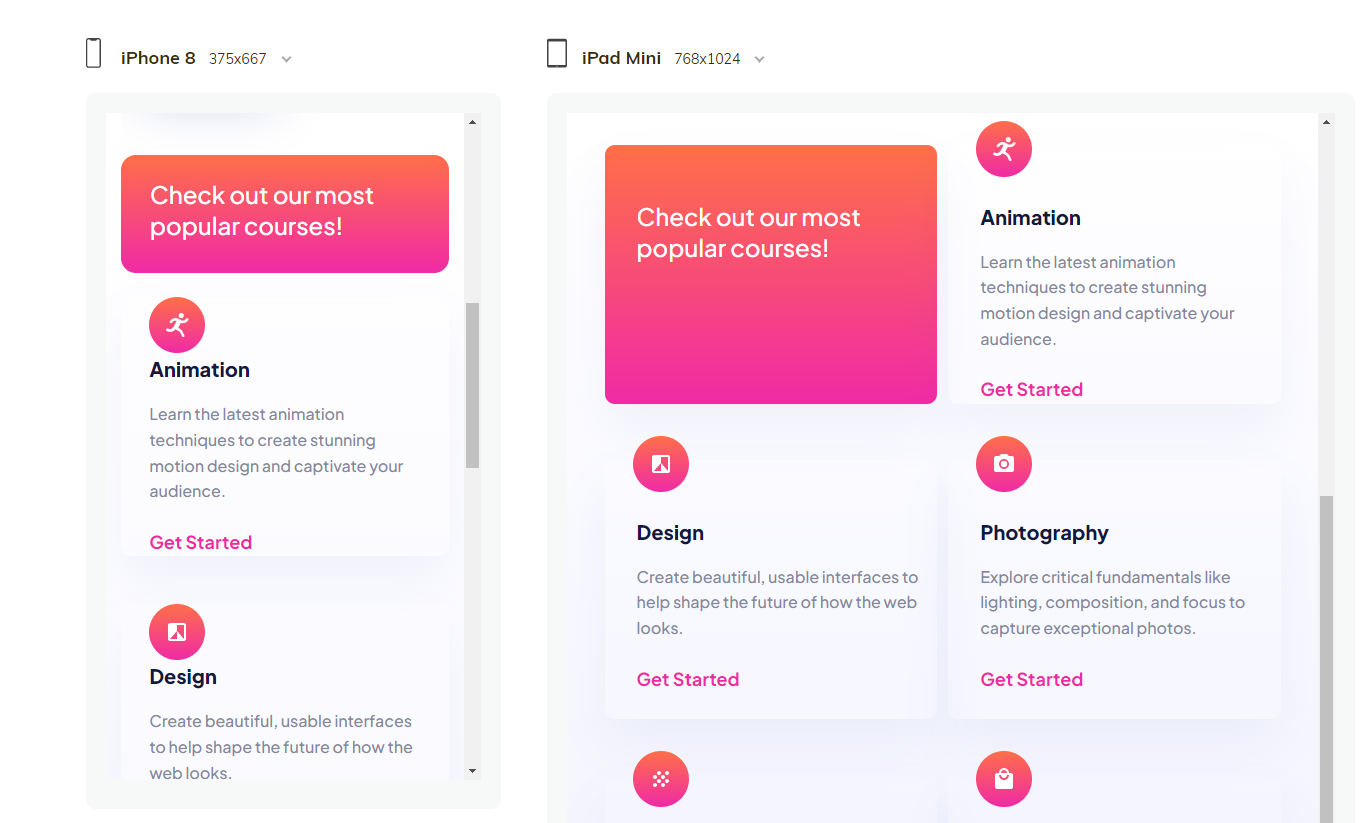 iPhone 8 375x667
Check out our most
popular courses!
Animation
Learn the latest animation
techniques to create stunning
motion design and captivate your
audience.
Get Started
Design
Create beautiful, usable interfaces
to help shape the future of how the
web looks.
iPad Mini 768x1024
Check out our most
popular courses!
Animation
Learn the latest animation
techniques to create stunning
motion design and captivate your
audience.
Get Started
Design
Create beautiful, usable interfaces to
help shape the future of how the web
looks.
Get Started
Photography
Explore critical fundamentals like
lighting, composition, and focus to
capture exceptional photos.
Get Started